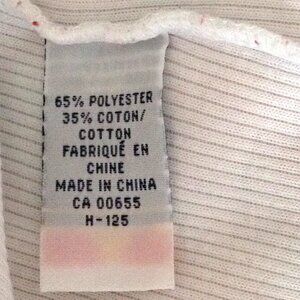 65% POLYESTER
35% COTON/
COTTON
FABRIQUÉ EN
CHINE
MADE IN CHINA
CA 00655
H-125